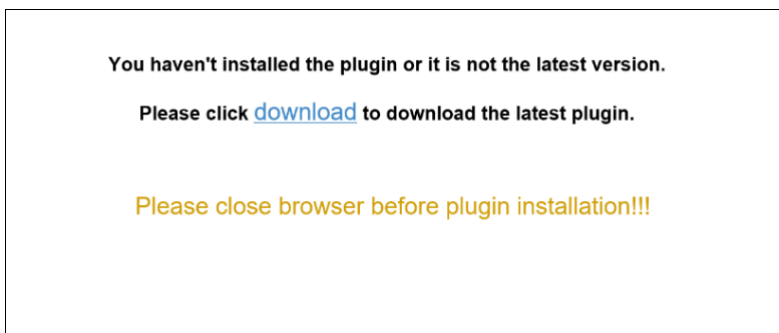 You haven't installed the plugin or it is not the latest version.
Please click download to download the latest plugin.
Please close browser before plugin installation!!!